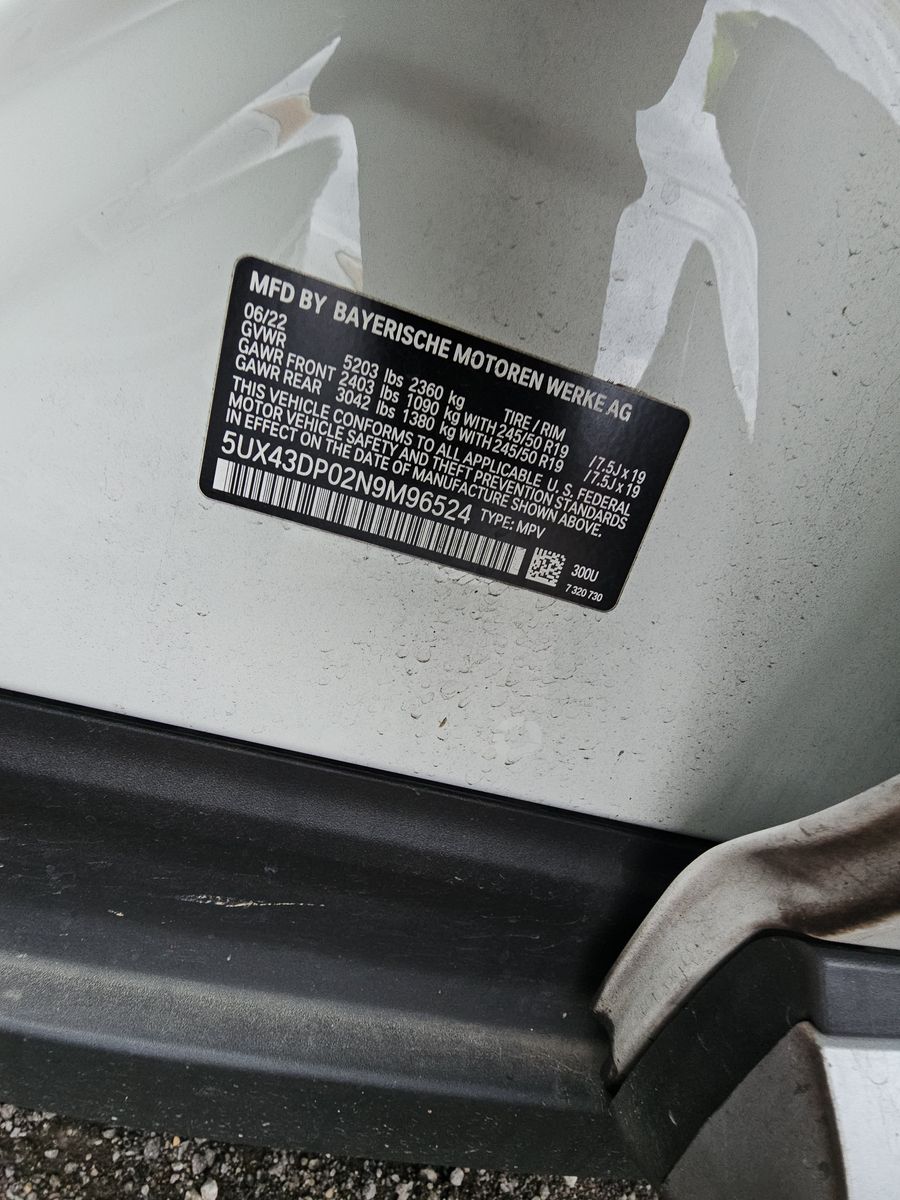 MFD BY BAYERISCHE MOTOREN WERKE AG
06/22
GVWR 5203 lbs 2360 kg TIRE / RIM
GAWR FRONT 2403 lbs 1090 kg WITH 245/50 R19 / 7.5J x 19
GAWR REAR 3042 lbs 1380 kg WITH 245/50 R19 / 7.5J x 19
THIS VEHICLE CONFORMS TO ALL APPLICABLE U. S. FEDERAL
MOTOR VEHICLE SAFETY AND THEFT PREVENTION STANDARDS
IN EFFECT ON THE DATE OF MANUFACTURE SHOWN ABOVE.
5UX43DP02N9M96524 TYPE: MPV
300U
7 320 730